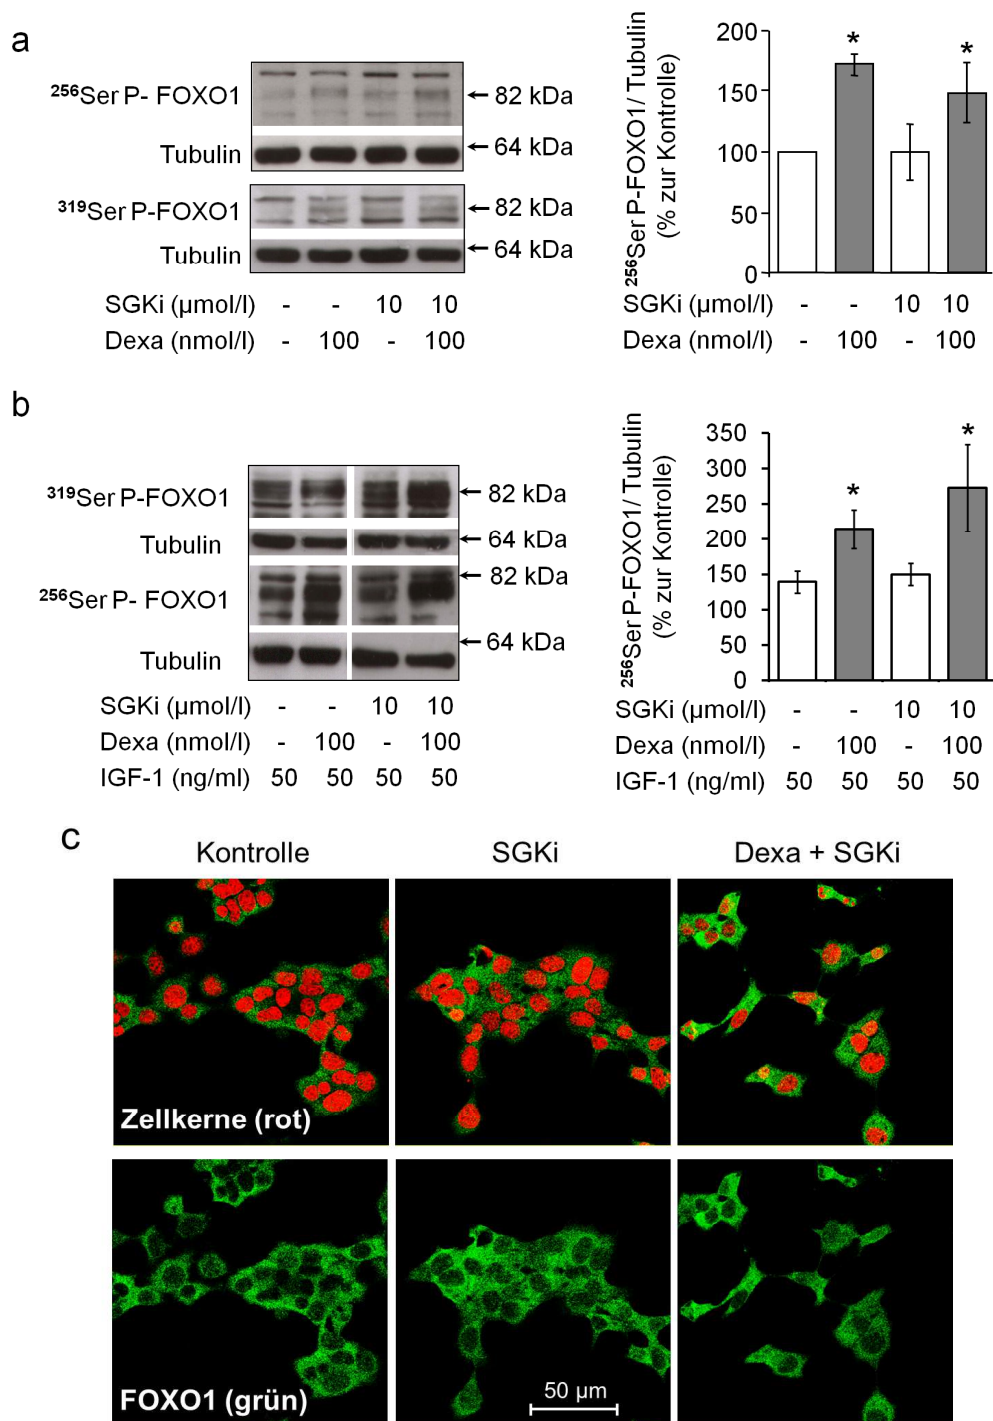 a
²⁵⁶Ser P- FOXO1
82 kDa
Tubulin
64 kDa
³¹⁹Ser P-FOXO1
82 kDa
Tubulin
64 kDa
SGKi (µmol/l) - - 10 10
Dexa (nmol/l) - 100 - 100
²⁵⁶Ser P-FOXO1/ Tubulin
(% zur Kontrolle)
200
150
100
50
0
* *
SGKi (µmol/l) - - 10 10
Dexa (nmol/l) - 100 - 100
b
³¹⁹Ser P-FOXO1
82 kDa
Tubulin
64 kDa
82 kDa
²⁵⁶Ser P- FOXO1
64 kDa
Tubulin
SGKi (µmol/l) - - 10 10
Dexa (nmol/l) - 100 - 100
IGF-1 (ng/ml) 50 50 50 50
²⁵⁶Ser P-FOXO1/ Tubulin
(% zur Kontrolle)
350
300
250
200
150
100
50
0
* *
SGKi (µmol/l) - - 10 10
Dexa (nmol/l) - 100 - 100
IGF-1 (ng/ml) 50 50 50 50
c
Kontrolle SGKi Dexa + SGKi
Zellkerne (rot)
FOXO1 (grün)
50 µm